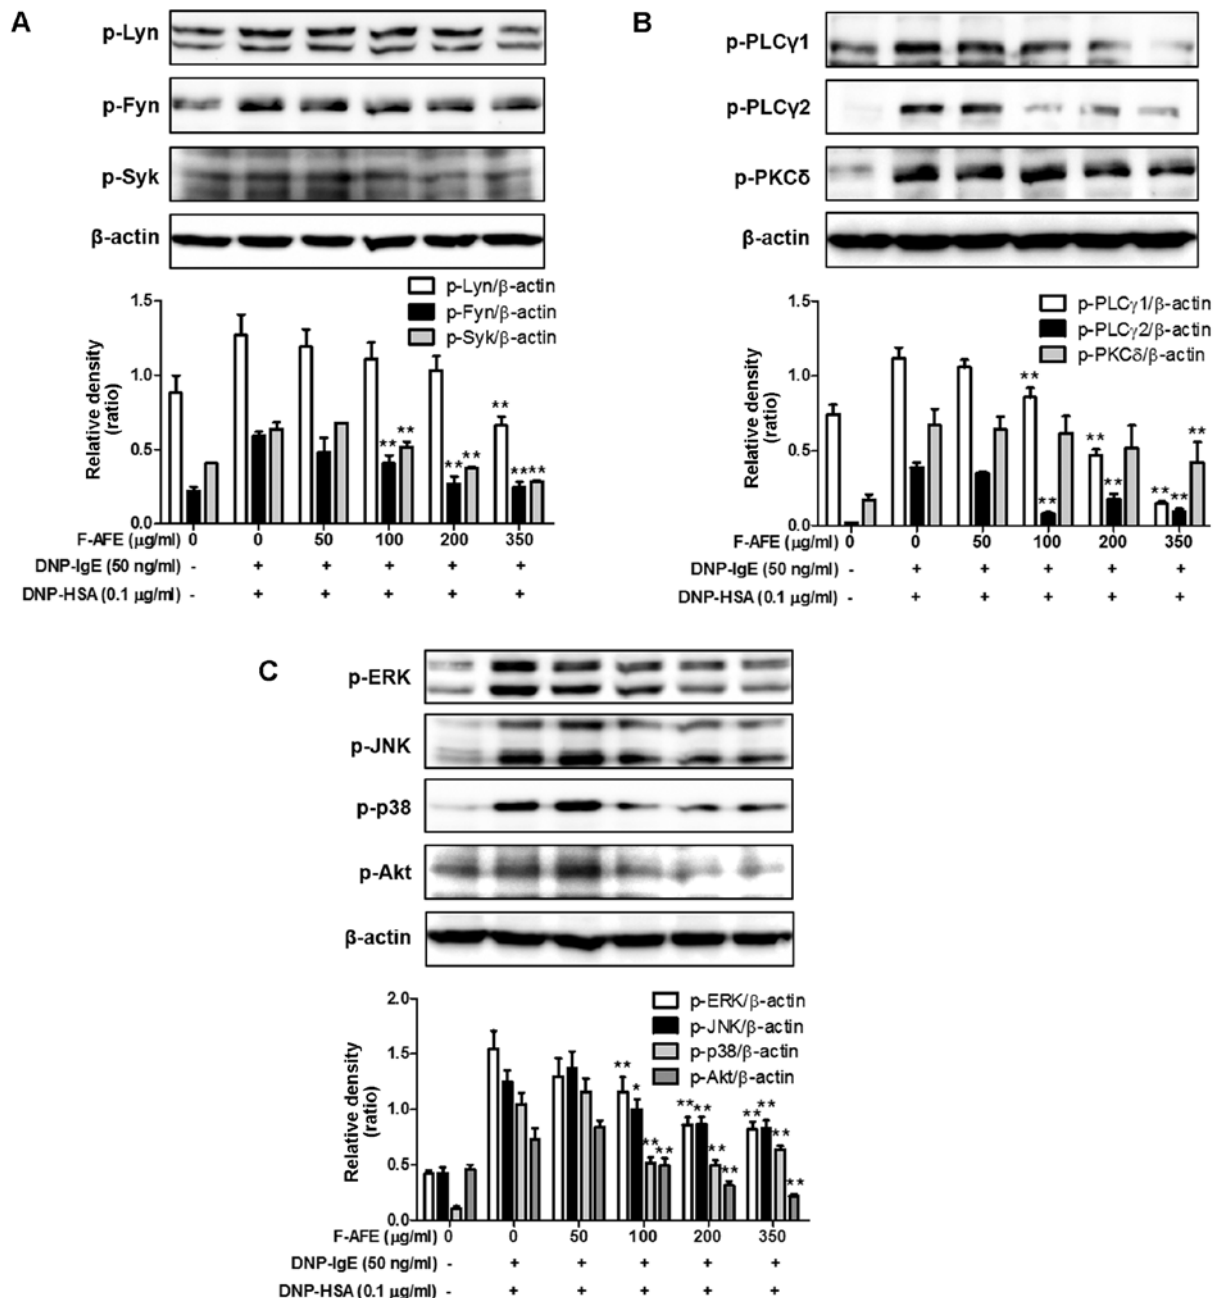 A
p-Lyn
p-Fyn
p-Syk
β-actin
p-Lyn/β-actin
p-Fyn/β-actin
p-Syk/β-actin
Relative density
(ratio)
1.5
1.0
0.5
0.0
** **
** **
**
** **
F-AFE (μg/ml) 0 0 50 100 200 350
DNP-IgE (50 ng/ml) - + + + + +
DNP-HSA (0.1 μg/ml) - + + + + +
B
p-PLCγ1
p-PLCγ2
p-PKCδ
β-actin
p-PLCγ1/β-actin
p-PLCγ2/β-actin
p-PKCδ/β-actin
Relative density
(ratio)
1.5
1.0
0.5
0.0
**
**
**
**
** ** **
F-AFE (μg/ml) 0 0 50 100 200 350
DNP-IgE (50 ng/ml) - + + + + +
DNP-HSA (0.1 μg/ml) - + + + + +
C
p-ERK
p-JNK
p-p38
p-Akt
β-actin
p-ERK/β-actin
p-JNK/β-actin
p-p38/β-actin
p-Akt/β-actin
Relative density
(ratio)
2.0
1.5
1.0
0.5
0.0
** * ** **
** ** ** **
** ** ** **
F-AFE (μg/ml) 0 0 50 100 200 350
DNP-IgE (50 ng/ml) - + + + + +
DNP-HSA (0.1 μg/ml) - + + + + +